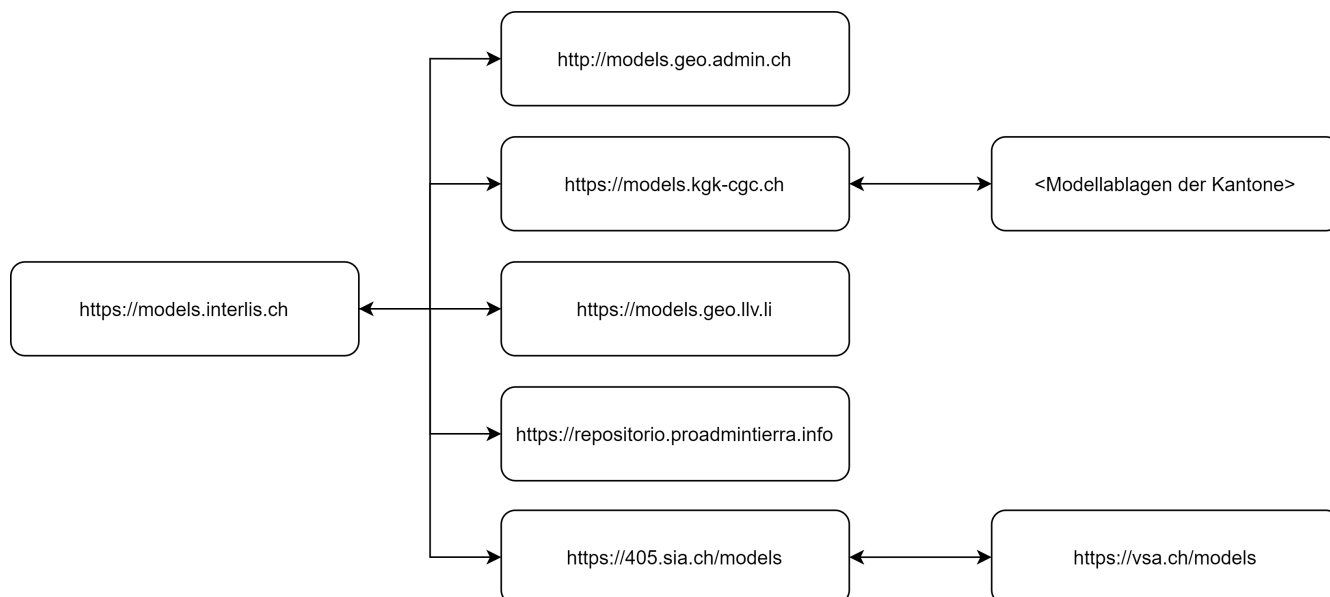 http://models.geo.admin.ch
https://models.kgk-cgc.ch
<Modellablagen der Kantone>
https://models.interlis.ch
https://models.geo.llv.li
https://repositorio.proadmintierra.info
https://405.sia.ch/models
https://vsa.ch/models